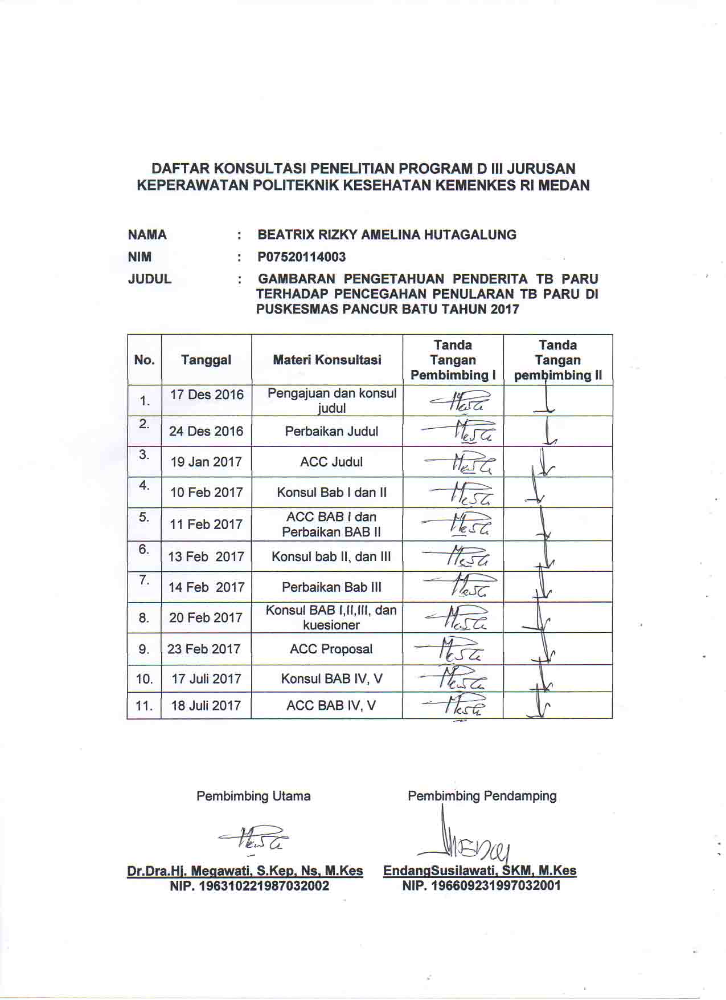 DAFTAR KONSULTASI PENELITIAN PROGRAM D III JURUSAN
KEPERAWATAN POLITEKNIK KESEHATAN KEMENKES RI MEDAN
NAMA : BEATRIX RIZKY AMELINA HUTAGALUNG
NIM : P07520114003
JUDUL : GAMBARAN PENGETAHUAN PENDERITA TB PARU
TERHADAP PENCEGAHAN PENULARAN TB PARU DI
PUSKESMAS PANCUR BATU TAHUN 2017
No. Tanggal Materi Konsultasi Tanda Tangan Pembimbing I Tanda Tangan pembimbing II
1. 17 Des 2016 Pengajuan dan konsul judul
2. 24 Des 2016 Perbaikan Judul
3. 19 Jan 2017 ACC Judul
4. 10 Feb 2017 Konsul Bab I dan II
5. 11 Feb 2017 ACC BAB I dan Perbaikan BAB II
6. 13 Feb 2017 Konsul bab II, dan III
7. 14 Feb 2017 Perbaikan Bab III
8. 20 Feb 2017 Konsul BAB I,II,III, dan kuesioner
9. 23 Feb 2017 ACC Proposal
10. 17 Juli 2017 Konsul BAB IV, V
11. 18 Juli 2017 ACC BAB IV, V
Pembimbing Utama Pembimbing Pendamping
Dr.Dra.Hj. Megawati, S.Kep, Ns, M.Kes EndangSusilawati, SKM, M.Kes
NIP. 196310221987032002 NIP. 196609231997032001